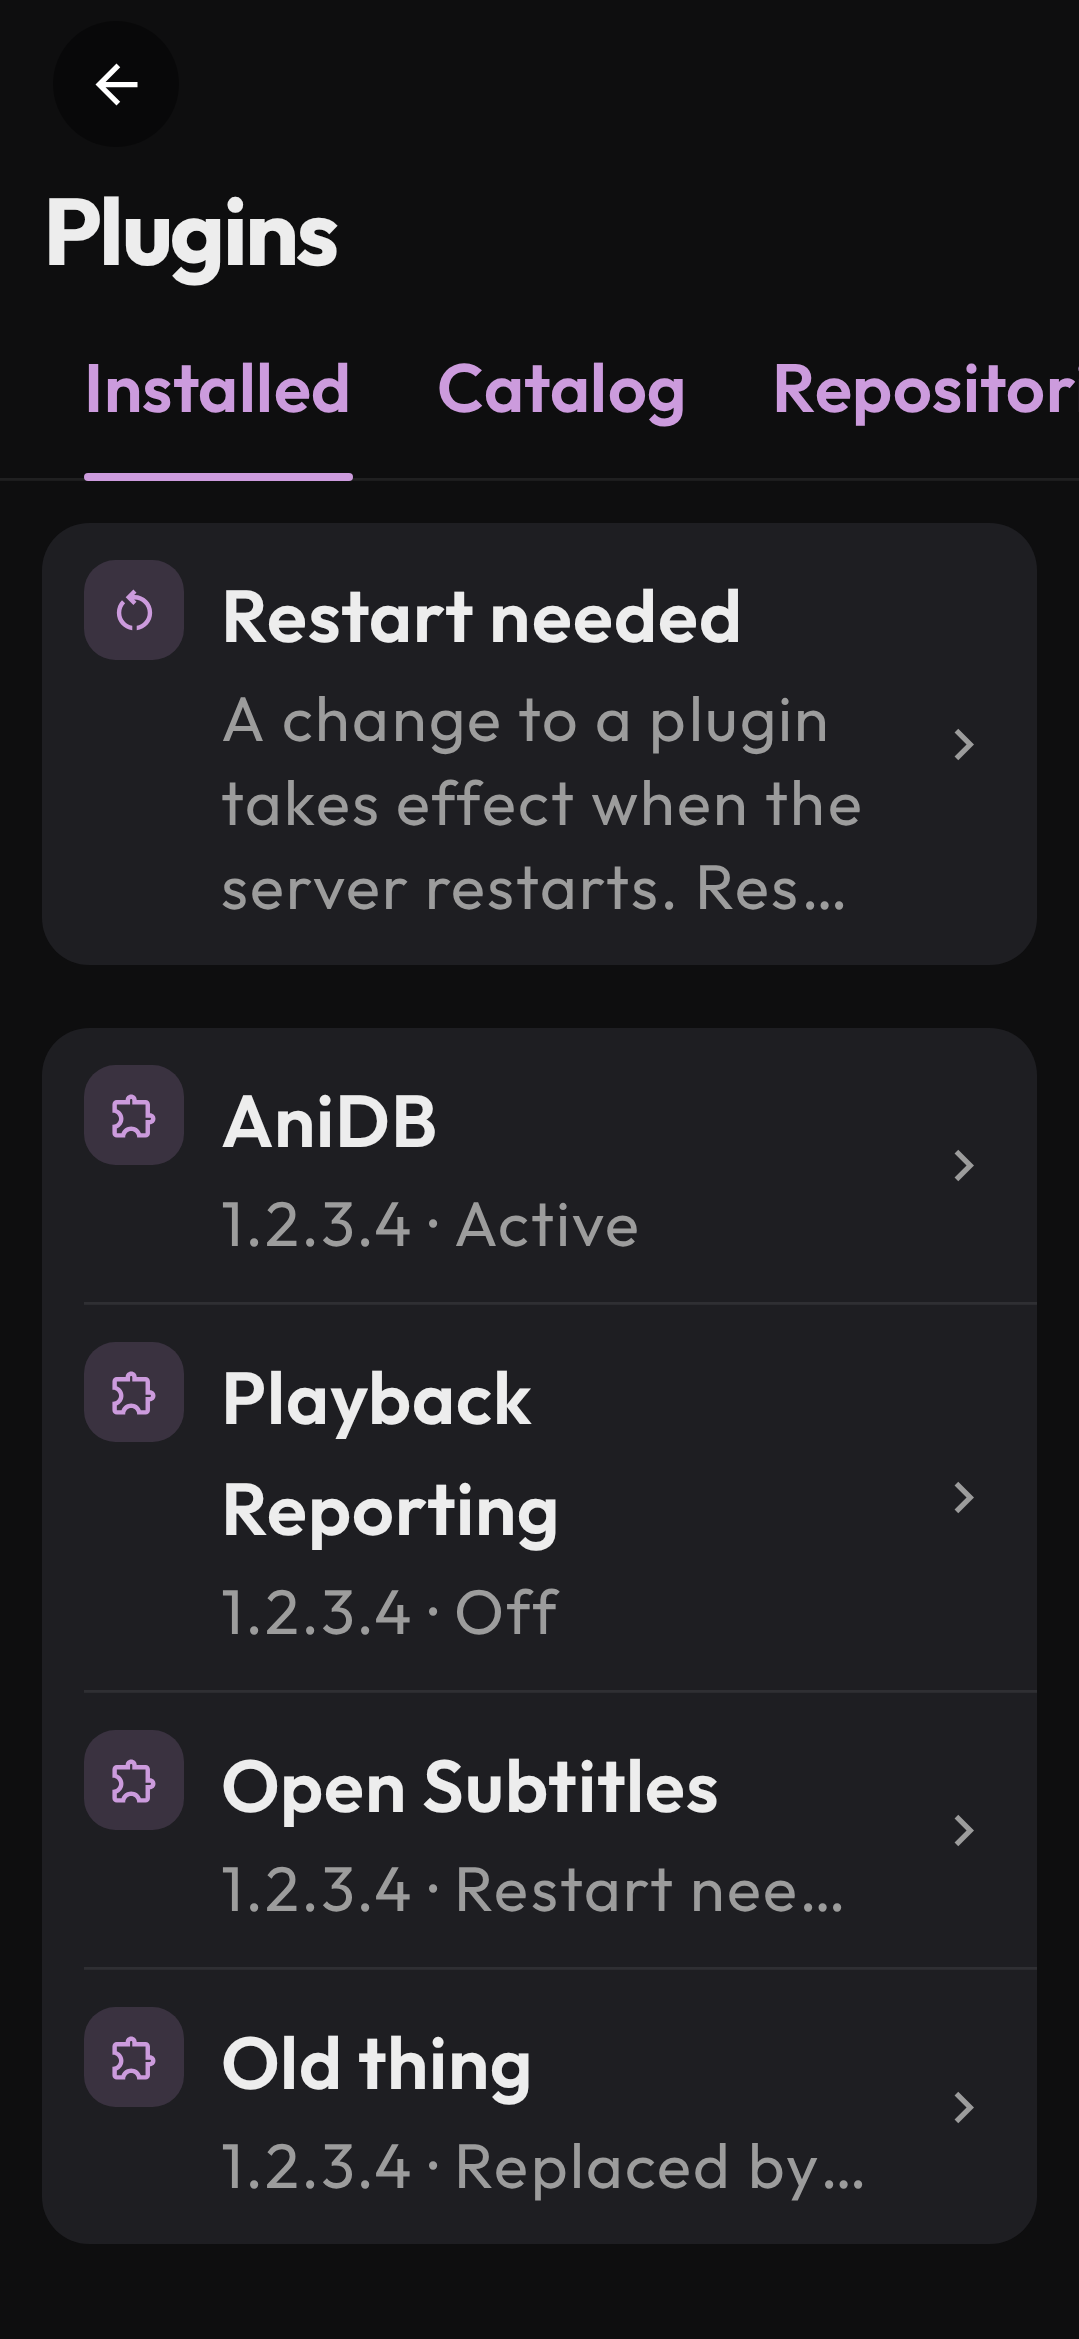 Plugins
Installed Catalog Repositor
Restart needed
A change to a plugin
takes effect when the
server restarts. Res…
AniDB
1.2.3.4 · Active
Playback
Reporting
1.2.3.4 · Off
Open Subtitles
1.2.3.4 · Restart nee…
Old thing
1.2.3.4 · Replaced by…